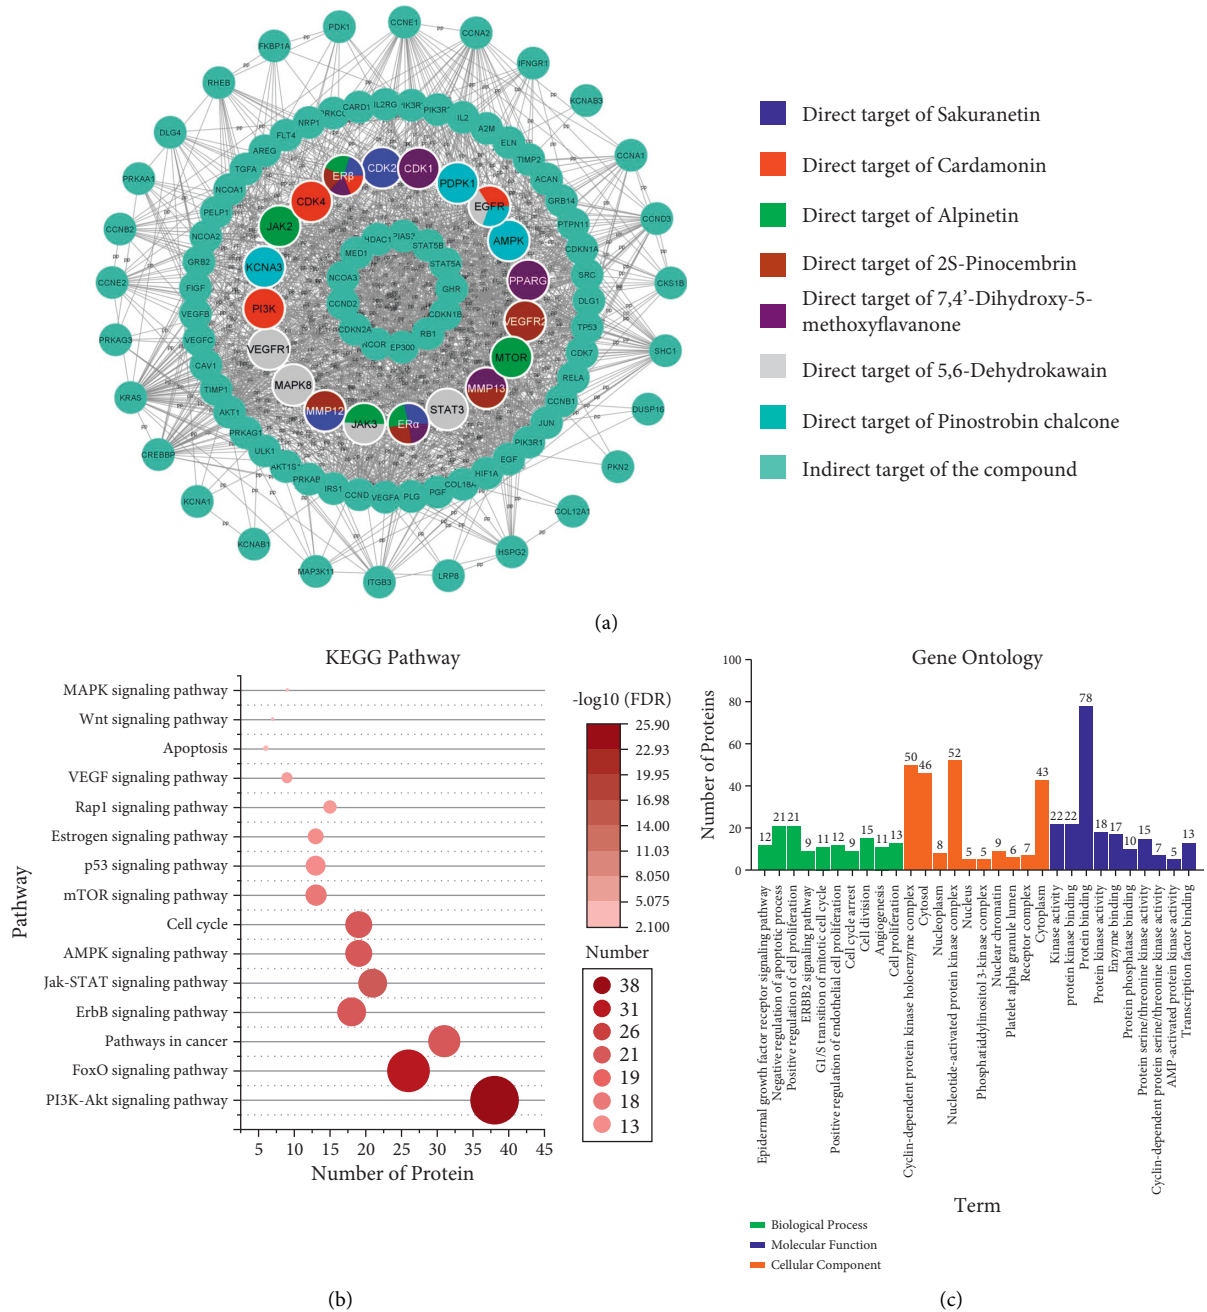 CCNE1
PDK1
CCNA2
FKBP1A
IFNGR1
RHEB
KCNAB3
DLG4
CCNA1
PRKAA1
CCND3
CCNB2
CKS1B
CCNE2
SHC1
PRKAG3
DUSP16
KRAS
PKN2
CREBBP
COL12A1
KCNA1
HSPG2
KCNAB1
LRP8
MAP3K11
ITGB3
CARD1
IL2RG
PIK3R
IL2
A2M
ELN
TIMP2
ACAN
GRB14
PTPN11
CDKN1A
SRC
DLG1
TP53
CDK7
RELA
CCNB1
JUN
PIK3R1
EGF
HIF1A
COL18A
PGF
PLG
VEGFA
CCND
IRS1
PRKAB
AKT1S
ULK1
PRKAG1
AKT1
TIMP1
CAV1
VEGFC
VEGFB
FIGF
GRB2
NCOA2
PELP1
NCOA1
TGFA
AREG
FLT4
NRP1
PRKCG
ERβ
CDK2
CDK1
PDPK1
EGFR
AMPK
PPARG
VEGFR2
MTOR
MMP13
STAT3
ERα
JAK3
MMP12
MAPK8
VEGFR1
PI3K
KCNA3
JAK2
CDK4
HDAC1
PIAS2
STAT5B
STAT5A
GHR
CDKN1B
RB1
EP300
NCOR
CDKN2A
CCND2
NCOA3
MED1
Direct target of Sakuranetin
Direct target of Cardamonin
Direct target of Alpinetin
Direct target of 2S-Pinocembrin
Direct target of 7,4’-Dihydroxy-5-
methoxyflavanone
Direct target of 5,6-Dehydrokawain
Direct target of Pinostrobin chalcone
Indirect target of the compound
(a)
KEGG Pathway
Pathway
MAPK signaling pathway
Wnt signaling pathway
Apoptosis
VEGF signaling pathway
Rap1 signaling pathway
Estrogen signaling pathway
p53 signaling pathway
mTOR signaling pathway
Cell cycle
AMPK signaling pathway
Jak-STAT signaling pathway
ErbB signaling pathway
Pathways in cancer
FoxO signaling pathway
PI3K-Akt signaling pathway
5 10 15 20 25 30 35 40 45
Number of Protein
-log10 (FDR)
25.90
22.93
19.95
16.98
14.00
11.03
8.050
5.075
2.100
Number
38
31
26
21
19
18
13
(b)
Gene Ontology
Number of Proteins
100
80
60
40
20
0
12 21 21 9 11 12 9 15 11 13 50 46 8 52 5 5 9 6 7 43 22 22 78 18 17 10 15 7 5 13
Epidermal growth factor receptor signaling pathway
Negative regulation of apoptotic process
Positive regulation of cell proliferation
ERBB2 signaling pathway
G1/S transition of mitotic cell cycle
Positive regulation of endothelial cell proliferation
Cell cycle arrest
Cell division
Angiogenesis
Cell proliferation
Cyclin-dependent protein kinase holoenzyme complex
Cytosol
Nucleoplasm
Nucleotide-activated protein kinase complex
Nucleus
Phosphatiddylinositol 3-kinase complex
Nuclear chromatin
Platelet alpha granule lumen
Receptor complex
Cytoplasm
Kinase activity
protein kinase binding
Protein binding
Protein kinase activity
Enzyme binding
Protein phosphatase binding
Protein serine/threonine kinase activity
Cyclin-dependent protein serine/threonine kinase activity
AMP-activated protein kinase activity
Transcription factor binding
Term
Biological Process
Molecular Function
Cellular Component
(c)